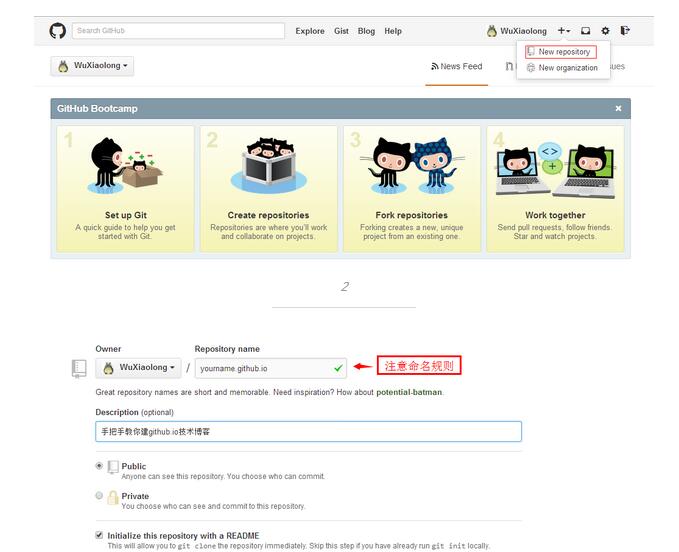 Search GitHub
Explore Gist Blog Help
WuXiaolong
New repository
New organization
WuXiaolong
News Feed
GitHub Bootcamp
1
Set up Git
A quick guide to help you get
started with Git.
2
Create repositories
Repositories are where you'll work
and collaborate on projects.
3
Fork repositories
Forking creates a new, unique
project from an existing one.
4
Work together
Send pull requests, follow friends.
Star and watch projects.
2
Owner
Repository name
WuXiaolong / yourname.github.io
注意命名规则
Great repository names are short and memorable. Need inspiration? How about potential-batman.
Description (optional)
手把手教你建github.io技术博客
Public
Anyone can see this repository. You choose who can commit.
Private
You choose who can see and commit to this repository.
Initialize this repository with a README
This will allow you to git clone the repository immediately. Skip this step if you have already run git init locally.